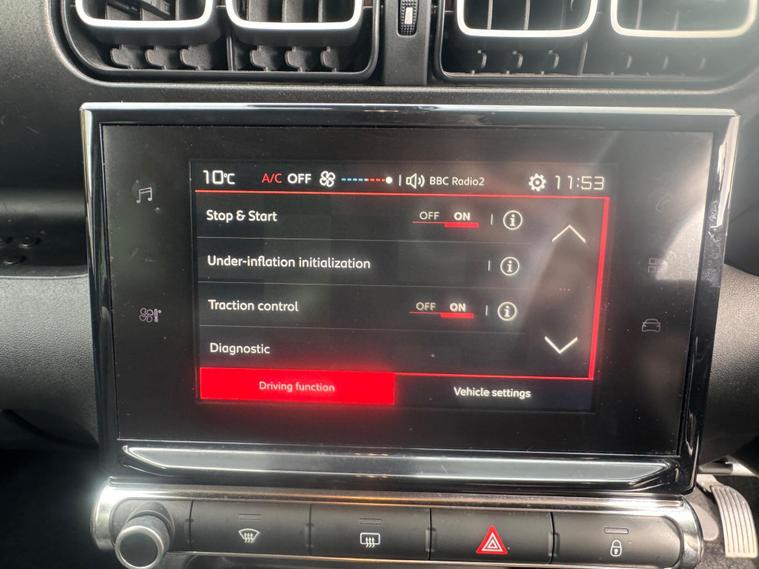 10°C A/C OFF BBC Radio2 11:53
Stop & Start OFF ON
Under-inflation initialization
Traction control OFF ON
Diagnostic
Driving function Vehicle settings